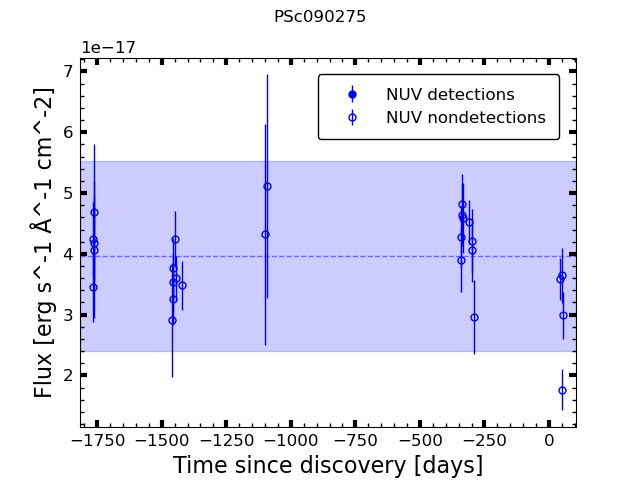 PSc090275
1e−17
7
6
5
4
3
2
Flux [erg s^-1 Å^-1 cm^-2]
NUV detections
NUV nondetections
−1750 −1500 −1250 −1000 −750 −500 −250 0
Time since discovery [days]